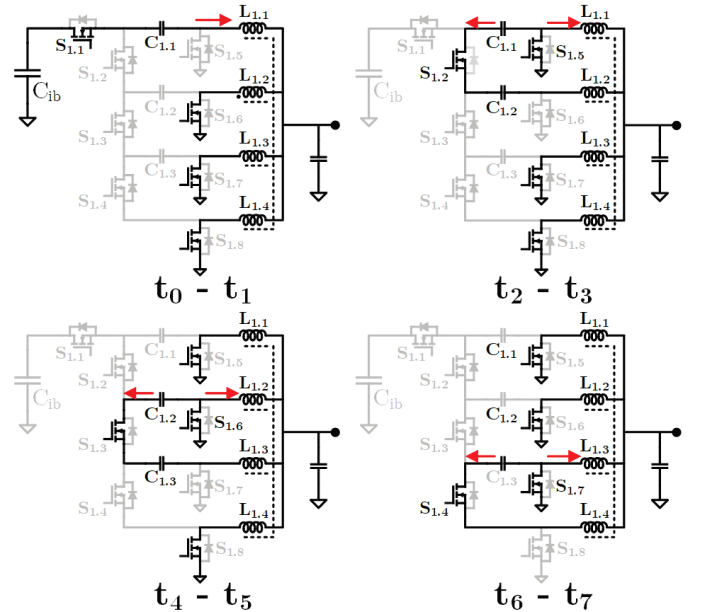 L1.1
S1.1
C1.1
S1.5
S1.2
Cib
L1.2
C1.2
S1.6
S1.3
L1.3
C1.3
S1.7
S1.4
L1.4
S1.8
t0 - t1
L1.1
S1.1
C1.1
S1.5
S1.2
Cib
L1.2
C1.2
S1.6
S1.3
L1.3
C1.3
S1.7
S1.4
L1.4
S1.8
t2 - t3
L1.1
S1.1
C1.1
S1.5
S1.2
Cib
L1.2
C1.2
S1.6
S1.3
L1.3
C1.3
S1.7
S1.4
L1.4
S1.8
t4 - t5
L1.1
S1.1
C1.1
S1.5
S1.2
Cib
L1.2
C1.2
S1.6
S1.3
L1.3
C1.3
S1.7
S1.4
L1.4
S1.8
t6 - t7